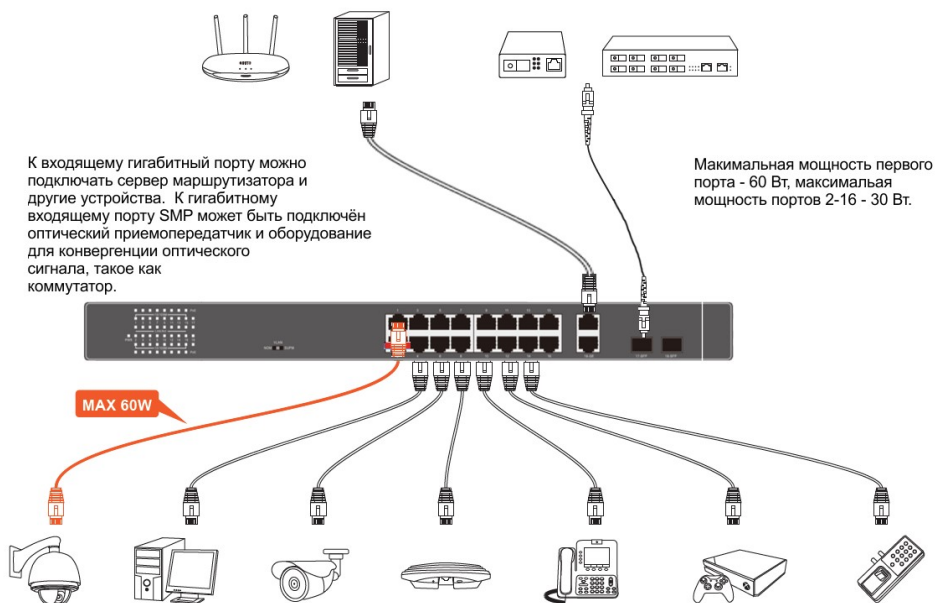 К входящему гигабитный порту можно
подключать сервер маршрутизатора и
другие устройства. К гигабитному
входящему порту SMP может быть подключён
оптический приемопередатчик и оборудование
для конвергенции оптического
сигнала, такое как
коммутатор.
Макимальная мощность первого
порта - 60 Вт, максимальая
мощность портов 2-16 - 30 Вт.
MAX 60W